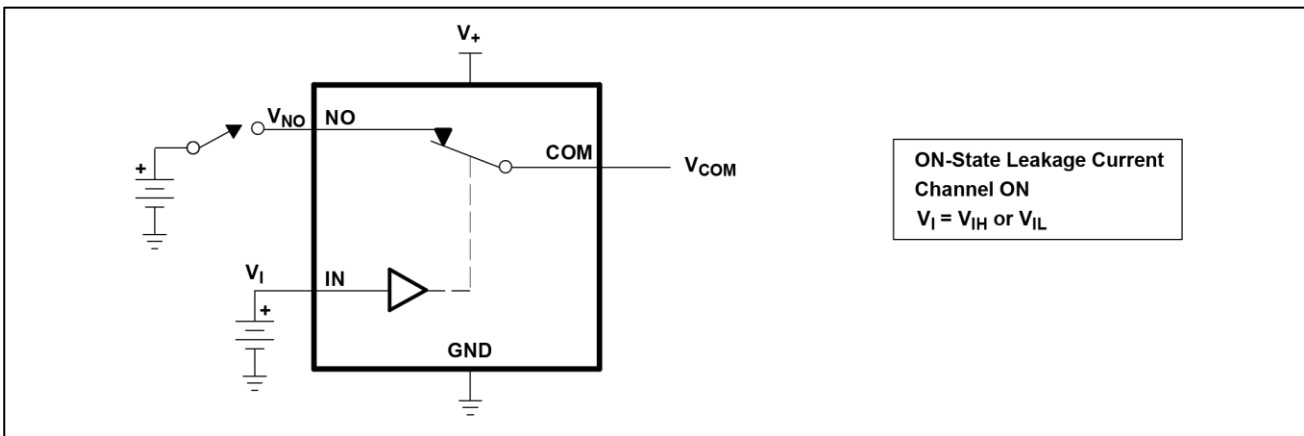 V+
VNO NO
COM
VCOM
+
VI IN
+
GND
ON-State Leakage Current
Channel ON
VI = VIH or VIL